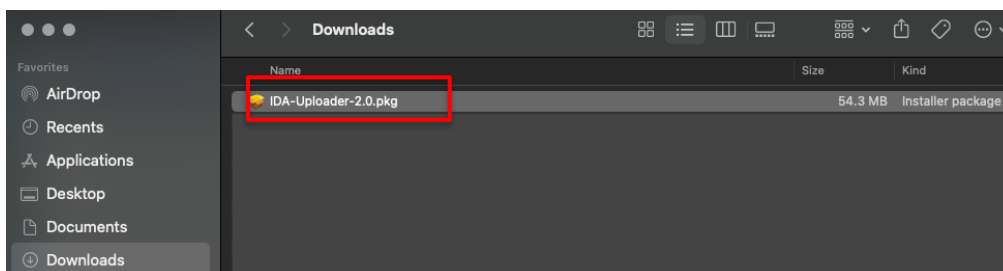 Downloads
Favorites
Name
Size
Kind
AirDrop
IDA-Uploader-2.0.pkg
54.3 MB
Installer package
Recents
Applications
Desktop
Documents
Downloads